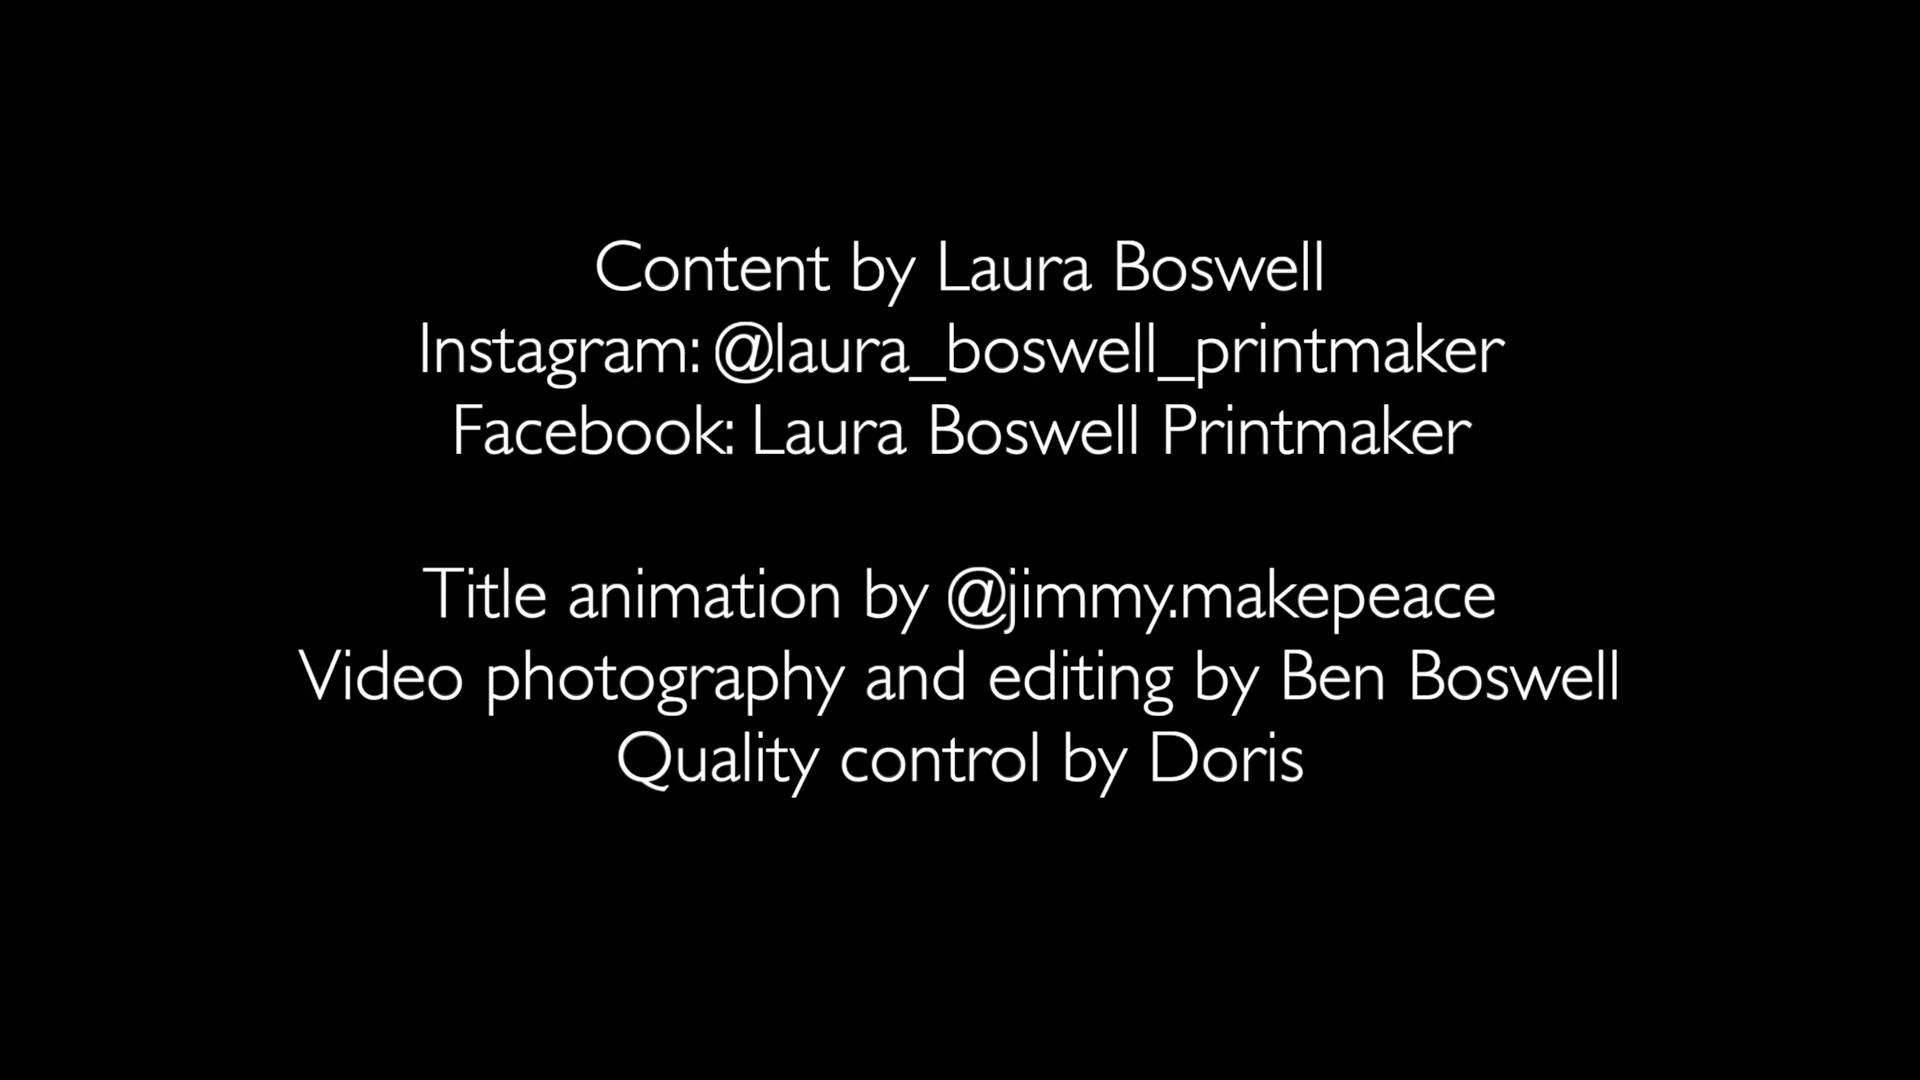 Content by Laura Boswell
Instagram: @laura_boswell_printmaker
Facebook: Laura Boswell Printmaker
Title animation by @jimmy.makepeace
Video photography and editing by Ben Boswell
Quality control by Doris